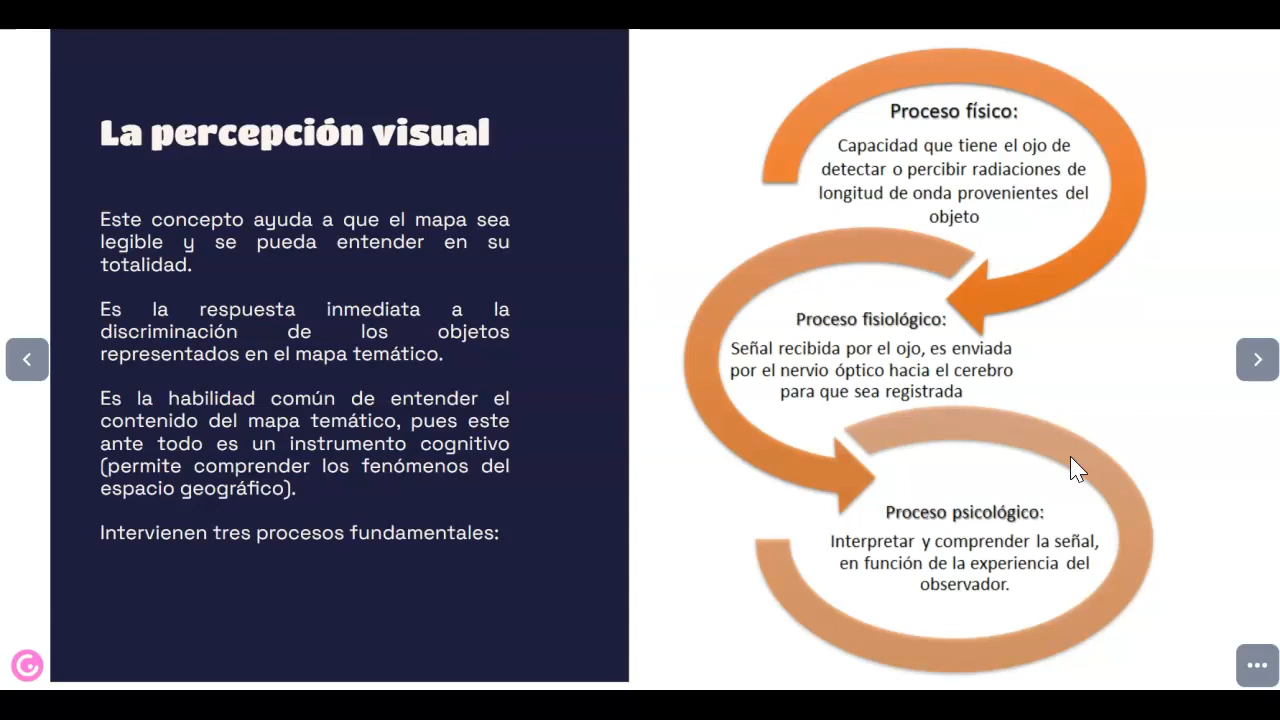 La percepción visual
Este concepto ayuda a que el mapa sea
legible y se pueda entender en su
totalidad.
Es la respuesta inmediata a la
discriminación de los objetos
representados en el mapa temático.
Es la habilidad común de entender el
contenido del mapa temático, pues este
ante todo es un instrumento cognitivo
(permite comprender los fenómenos del
espacio geográfico).
Intervienen tres procesos fundamentales:
Proceso físico:
Capacidad que tiene el ojo de
detectar o percibir radiaciones de
longitud de onda provenientes del
objeto
Proceso fisiológico:
Señal recibida por el ojo, es enviada
por el nervio óptico hacia el cerebro
para que sea registrada
Proceso psicológico:
Interpretar y comprender la señal,
en función de la experiencia del
observador.